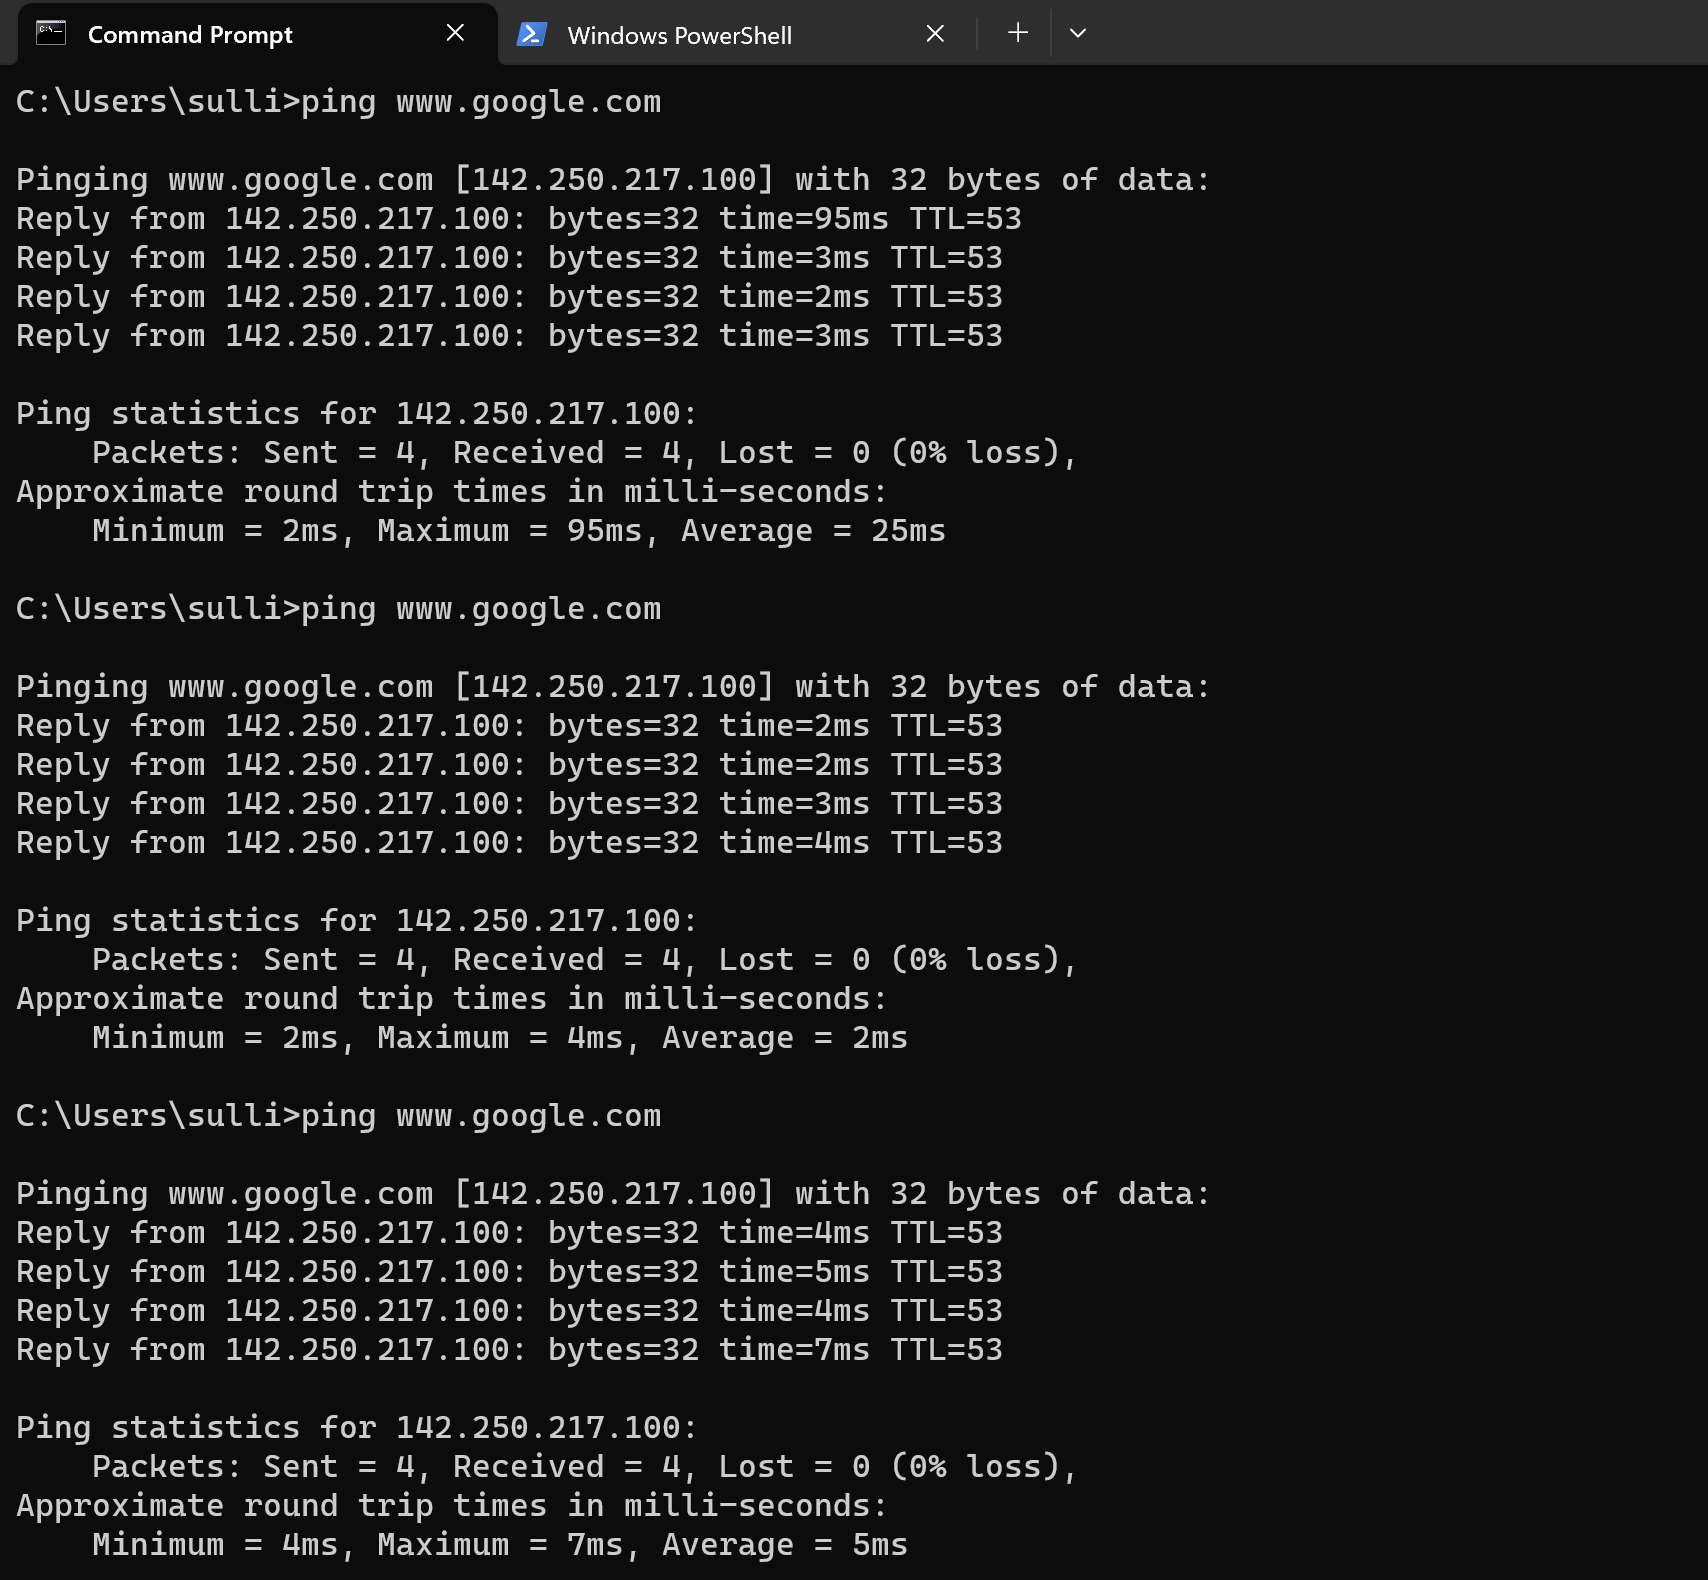 Command Prompt
Windows PowerShell
C:\Users\sulli>ping www.google.com
Pinging www.google.com [142.250.217.100] with 32 bytes of data:
Reply from 142.250.217.100: bytes=32 time=95ms TTL=53
Reply from 142.250.217.100: bytes=32 time=3ms TTL=53
Reply from 142.250.217.100: bytes=32 time=2ms TTL=53
Reply from 142.250.217.100: bytes=32 time=3ms TTL=53
Ping statistics for 142.250.217.100:
    Packets: Sent = 4, Received = 4, Lost = 0 (0% loss),
Approximate round trip times in milli-seconds:
    Minimum = 2ms, Maximum = 95ms, Average = 25ms
C:\Users\sulli>ping www.google.com
Pinging www.google.com [142.250.217.100] with 32 bytes of data:
Reply from 142.250.217.100: bytes=32 time=2ms TTL=53
Reply from 142.250.217.100: bytes=32 time=2ms TTL=53
Reply from 142.250.217.100: bytes=32 time=3ms TTL=53
Reply from 142.250.217.100: bytes=32 time=4ms TTL=53
Ping statistics for 142.250.217.100:
    Packets: Sent = 4, Received = 4, Lost = 0 (0% loss),
Approximate round trip times in milli-seconds:
    Minimum = 2ms, Maximum = 4ms, Average = 2ms
C:\Users\sulli>ping www.google.com
Pinging www.google.com [142.250.217.100] with 32 bytes of data:
Reply from 142.250.217.100: bytes=32 time=4ms TTL=53
Reply from 142.250.217.100: bytes=32 time=5ms TTL=53
Reply from 142.250.217.100: bytes=32 time=4ms TTL=53
Reply from 142.250.217.100: bytes=32 time=7ms TTL=53
Ping statistics for 142.250.217.100:
    Packets: Sent = 4, Received = 4, Lost = 0 (0% loss),
Approximate round trip times in milli-seconds:
    Minimum = 4ms, Maximum = 7ms, Average = 5ms